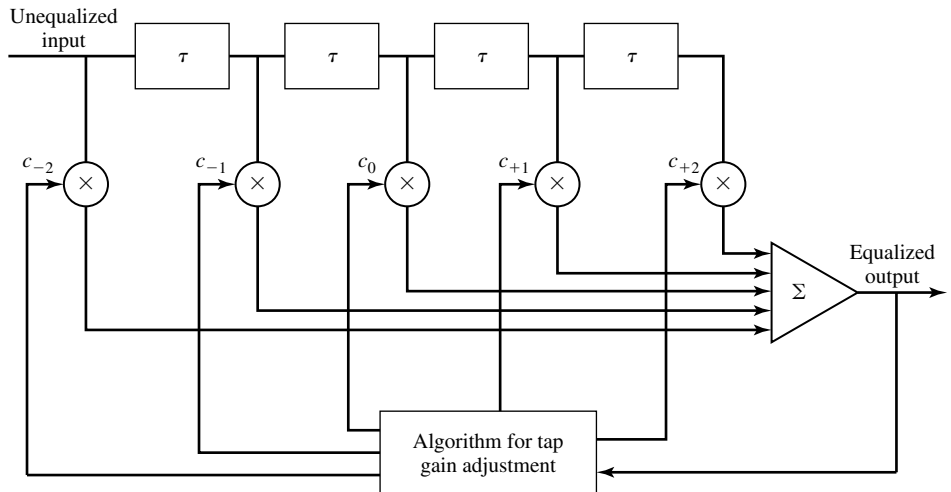 Unequalized
input
τ
τ
τ
τ
c₋₂
c₋₁
c₀
c₊₁
c₊₂
×
×
×
×
×
Equalized
output
Σ
Algorithm for tap
gain adjustment